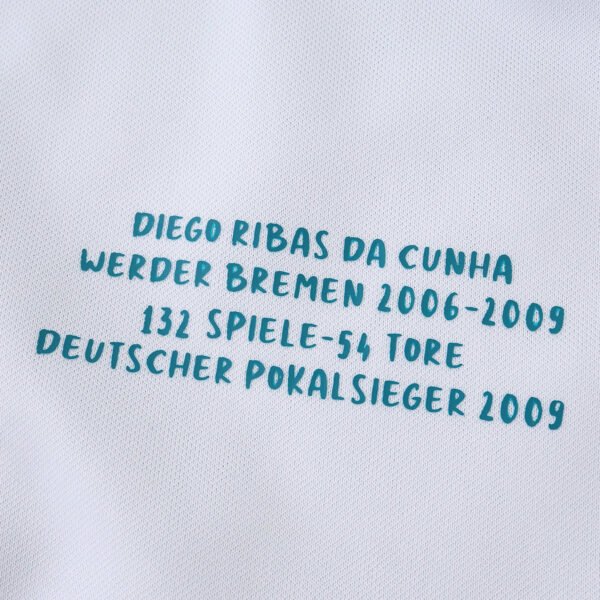 DIEGO RIBAS DA CUNHA
WERDER BREMEN 2006-2009
132 SPIELE-54 TORE
DEUTSCHER POKALSIEGER 2009